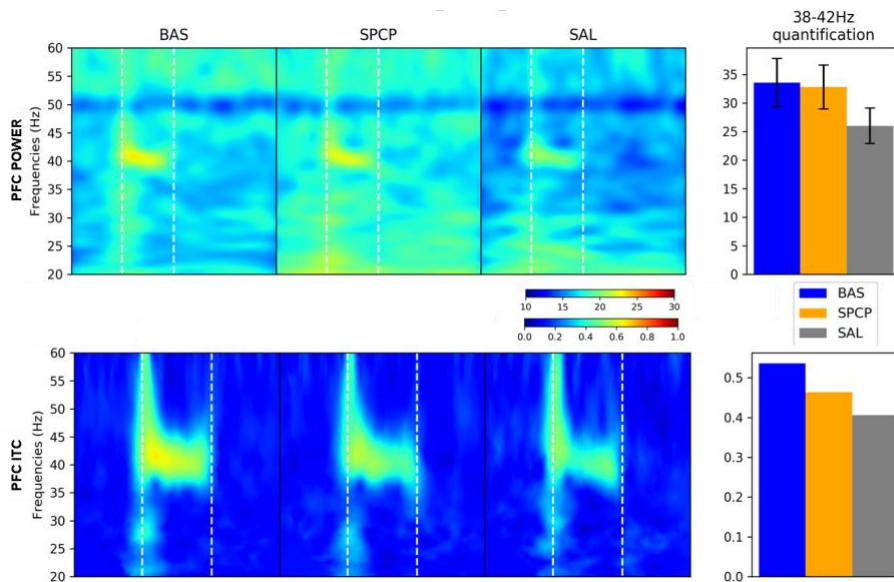 BAS SPCP SAL
38-42Hz
quantification
PFC POWER
Frequencies (Hz)
60
55
50
45
40
35
30
25
20
35
30
25
20
15
10
5
0
10 15 20 25 30
0.0 0.2 0.4 0.6 0.8 1.0
BAS
SPCP
SAL
PFC ITC
Frequencies (Hz)
60
55
50
45
40
35
30
25
20
0.5
0.4
0.3
0.2
0.1
0.0